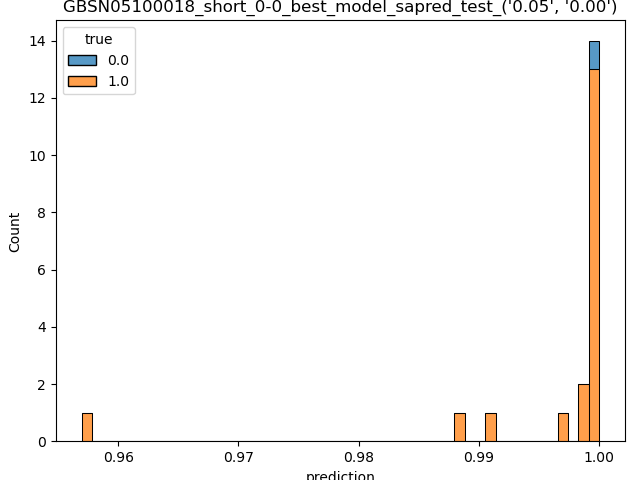 GBSN05100018_short_0-0_best_model_sapred_test_('0.05', '0.00')
true
0.0
1.0
Count
14
12
10
8
6
4
2
0
0.96 0.97 0.98 0.99 1.00
prediction